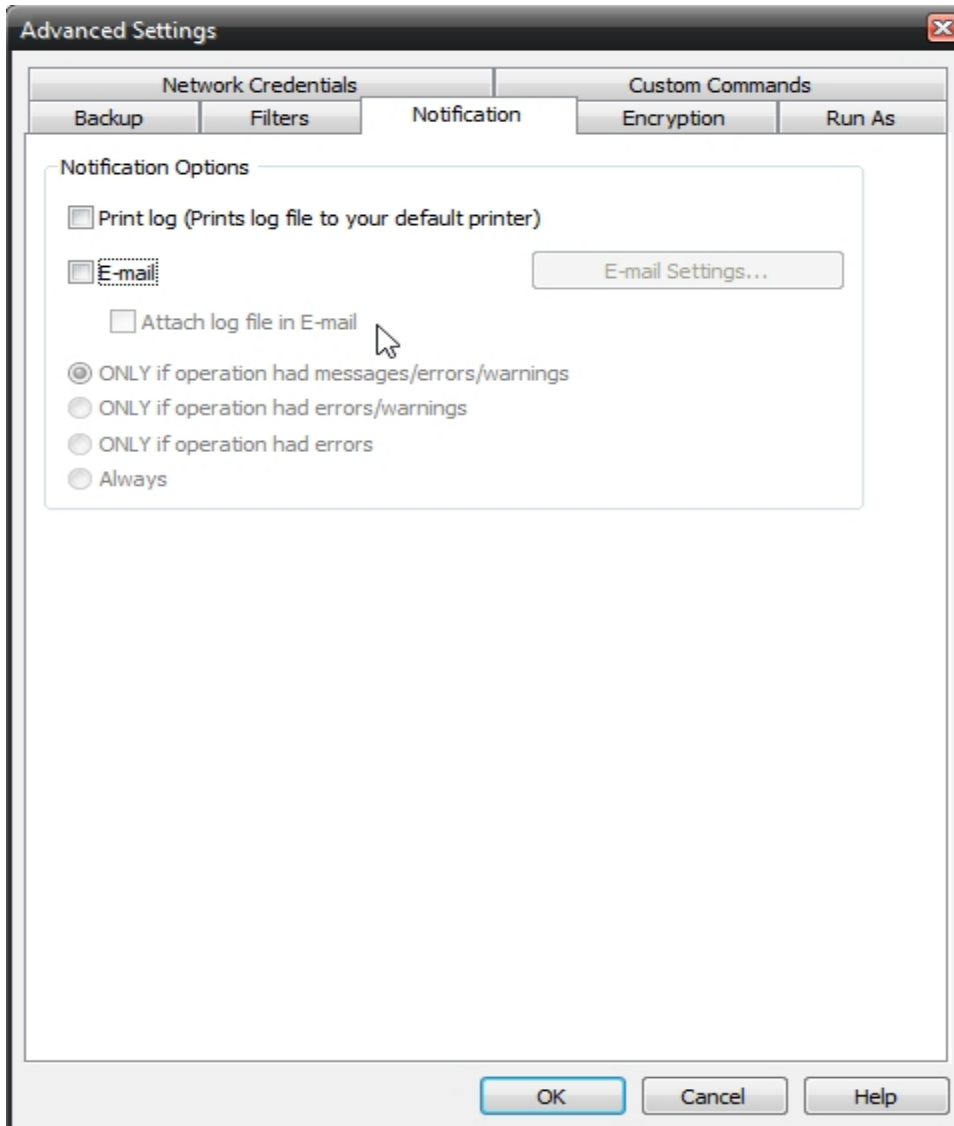 Advanced Settings
Network Credentials Custom Commands
Backup Filters Notification Encryption Run As
Notification Options
Print log (Prints log file to your default printer)
E-mail E-mail Settings...
Attach log file in E-mail
ONLY if operation had messages/errors/warnings
ONLY if operation had errors/warnings
ONLY if operation had errors
Always
OK Cancel Help